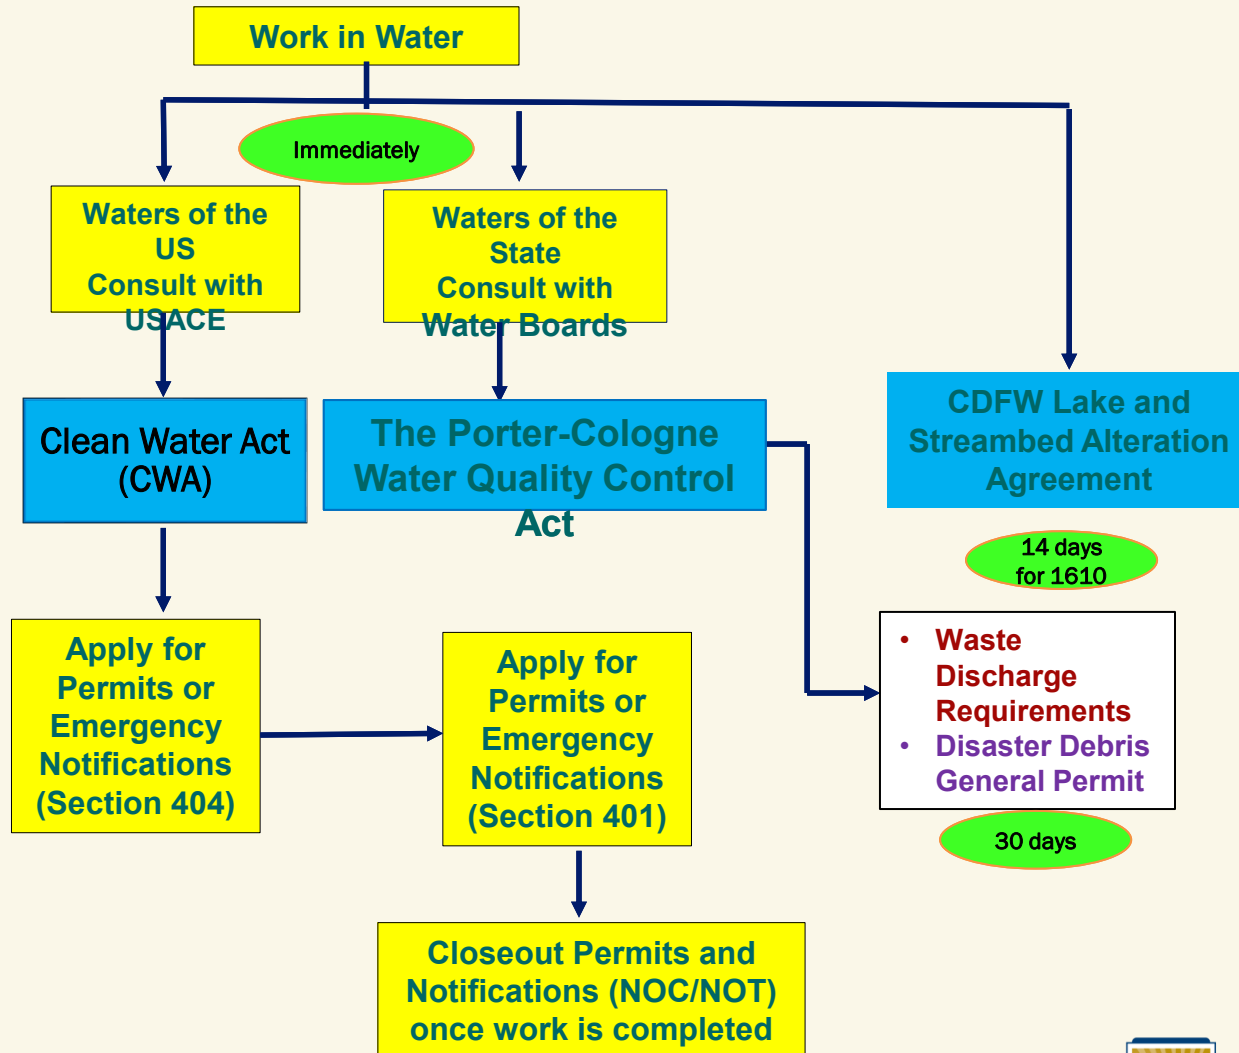 Work in Water
Immediately
Waters of the
US
Consult with
USACE
Waters of the
State
Consult with
Water Boards
Clean Water Act
(CWA)
The Porter-Cologne
Water Quality Control
Act
CDFW Lake and
Streambed Alteration
Agreement
14 days
for 1610
Apply for
Permits or
Emergency
Notifications
(Section 404)
Apply for
Permits or
Emergency
Notifications
(Section 401)
• Waste
Discharge
Requirements
• Disaster Debris
General Permit
30 days
Closeout Permits and
Notifications (NOC/NOT)
once work is completed